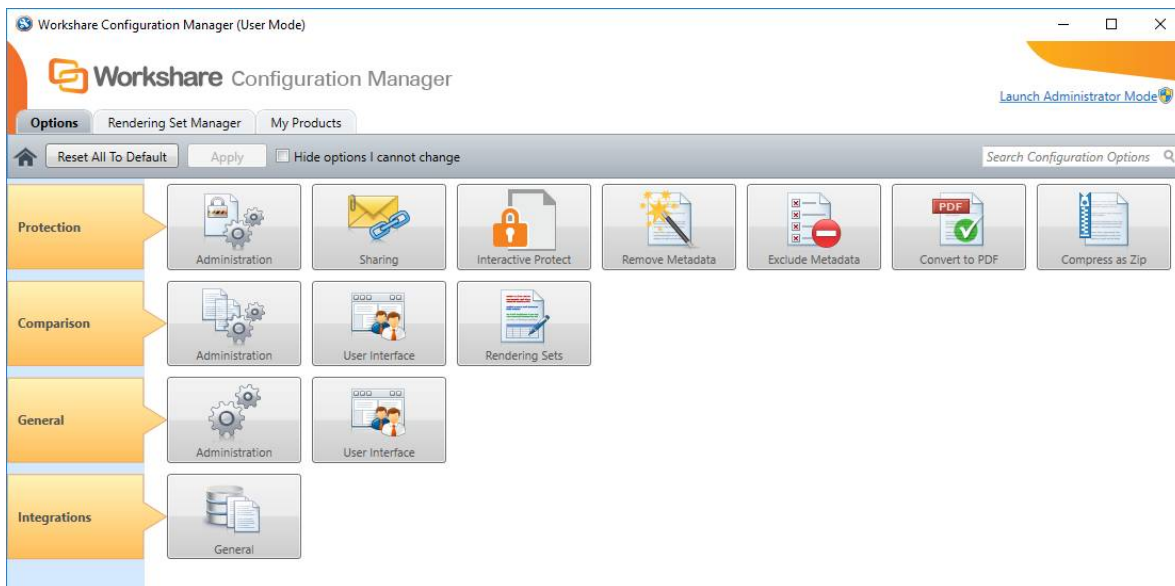 Workshare Configuration Manager (User Mode)
Workshare Configuration Manager
Launch Administrator Mode
Options Rendering Set Manager My Products
Reset All To Default Apply Hide options I cannot change Search Configuration Options
Protection
Administration Sharing Interactive Protect Remove Metadata Exclude Metadata PDF Convert to PDF Compress as Zip
Comparison
Administration User Interface Rendering Sets
General
Administration User Interface
Integrations
General